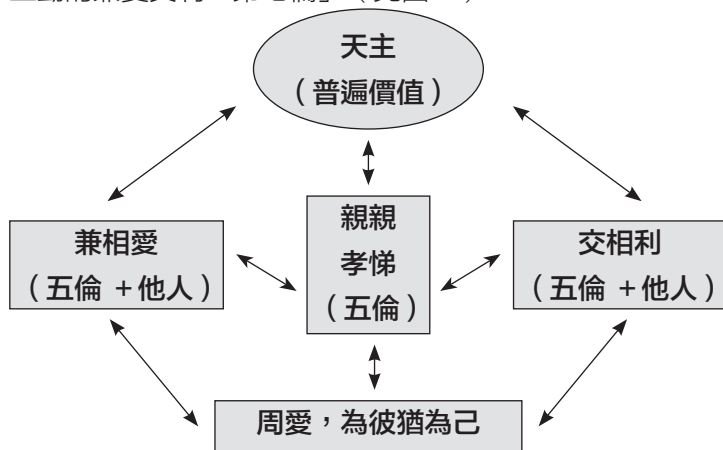 天主
（普遍價值）
親親
孝悌
（五倫）
兼相愛
（五倫 +他人）
交相利
（五倫 +他人）
周愛，為彼猶為己